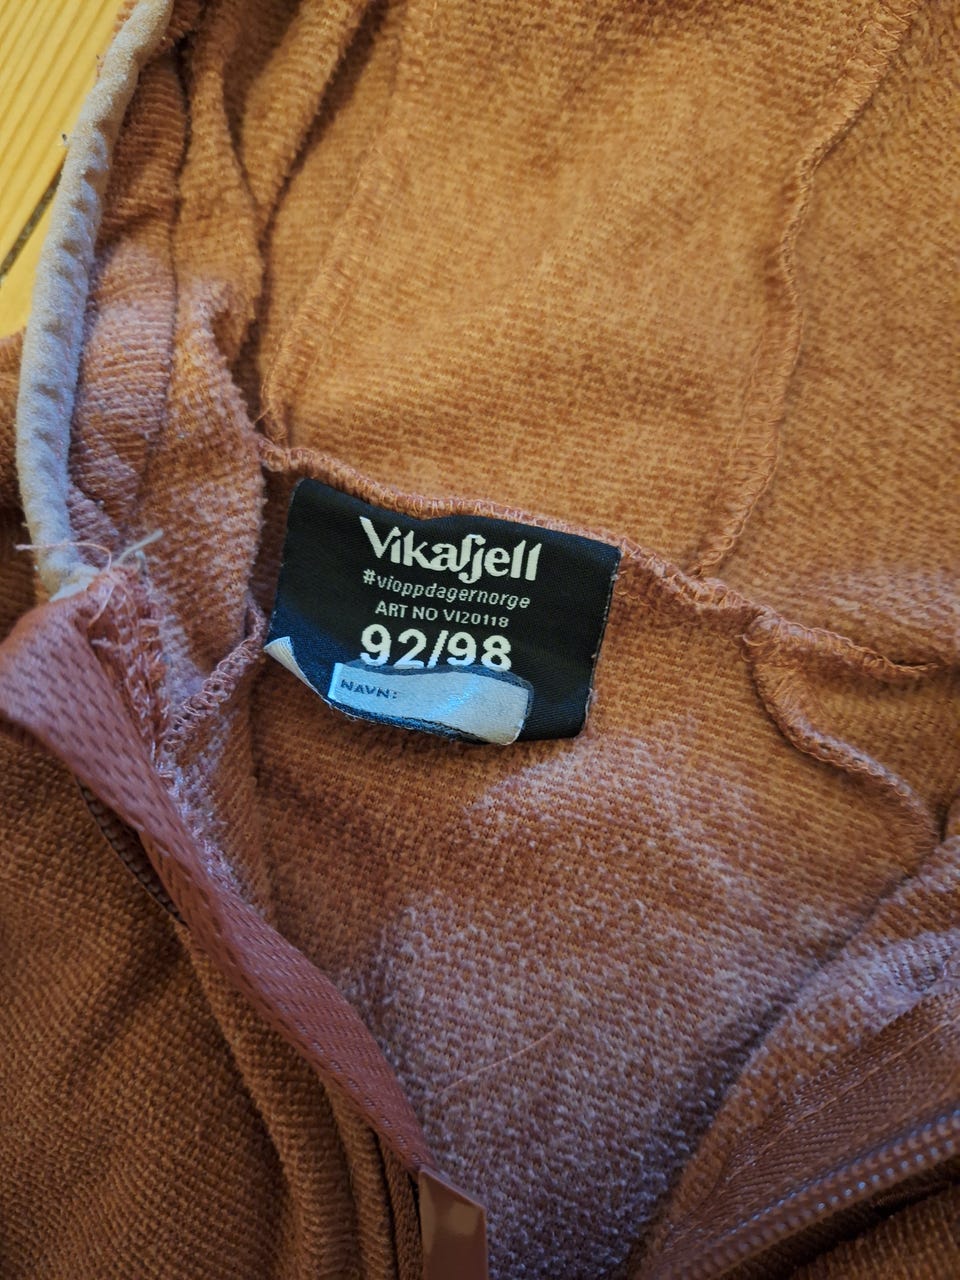 Vikafjell
#vioppdagernorge
ART NO VI20118
92/98
NAVN: